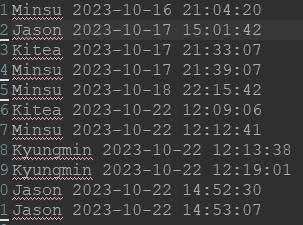 1 Minsu 2023-10-16 21:04:20
2 Jason 2023-10-17 15:01:42
3 Kitea 2023-10-17 21:33:07
4 Minsu 2023-10-17 21:39:07
5 Minsu 2023-10-18 22:15:42
6 Kitea 2023-10-22 12:09:06
7 Minsu 2023-10-22 12:12:41
8 Kyungmin 2023-10-22 12:13:38
9 Kyungmin 2023-10-22 12:19:01
0 Jason 2023-10-22 14:52:30
1 Jason 2023-10-22 14:53:07